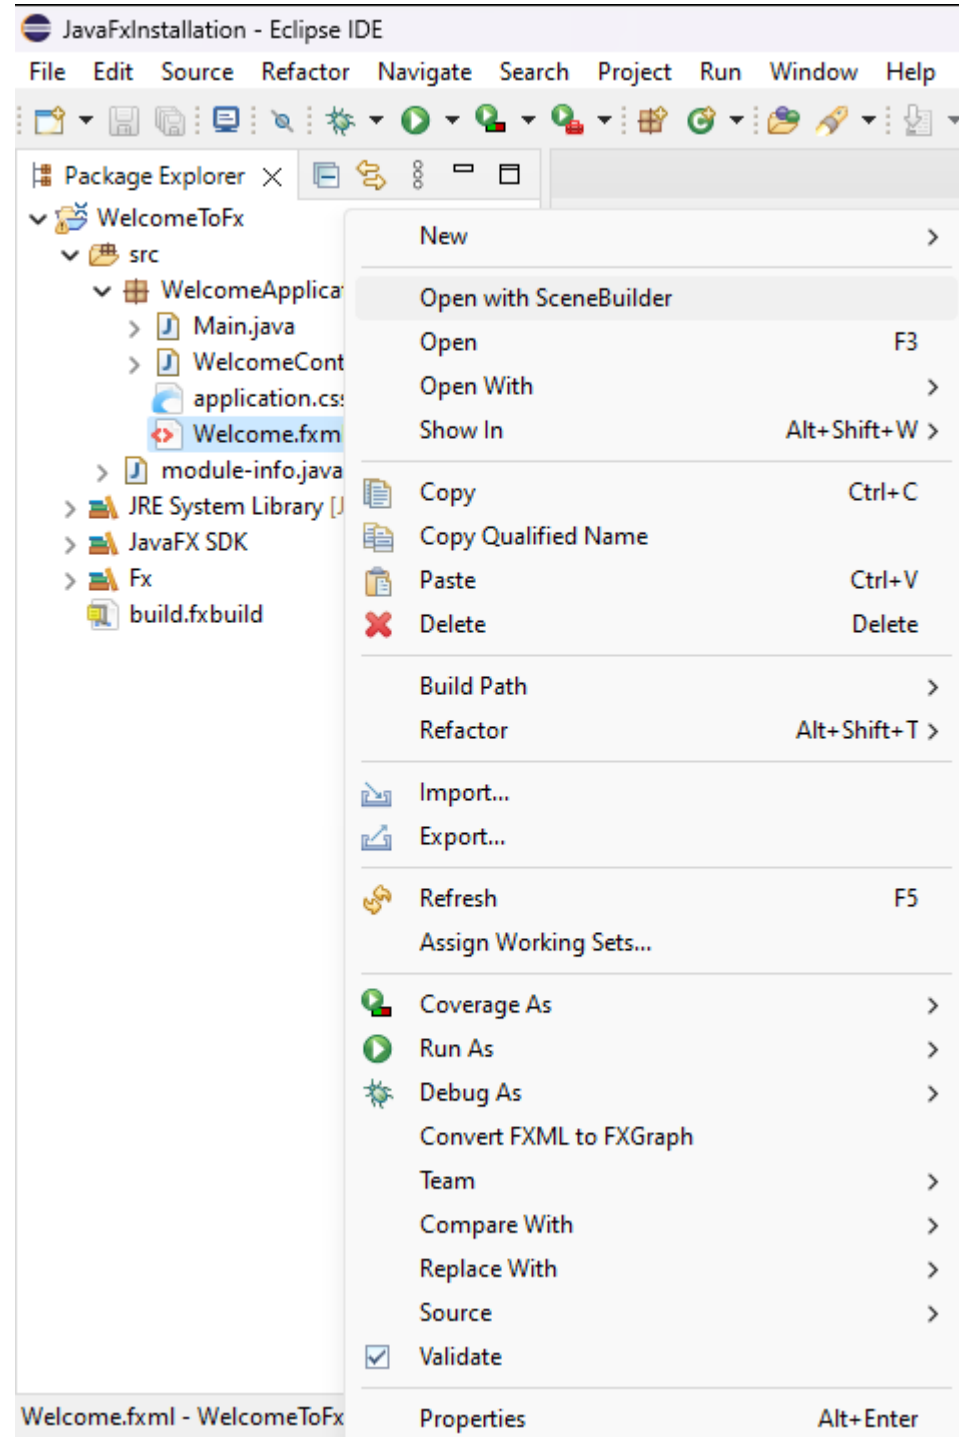 JavaFxInstallation - Eclipse IDE
File Edit Source Refactor Navigate Search Project Run Window Help
Package Explorer
WelcomeToFx
src
WelcomeApplica
Main.java
WelcomeCont
application.cs
Welcome.fxm
module-info.java
JRE System Library [J
JavaFX SDK
Fx
build.fxbuild
New
Open with SceneBuilder
Open F3
Open With
Show In Alt+Shift+W
Copy Ctrl+C
Copy Qualified Name
Paste Ctrl+V
Delete Delete
Build Path
Refactor Alt+Shift+T
Import...
Export...
Refresh F5
Assign Working Sets...
Coverage As
Run As
Debug As
Convert FXML to FXGraph
Team
Compare With
Replace With
Source
Validate
Properties Alt+Enter
Welcome.fxml - WelcomeToFx